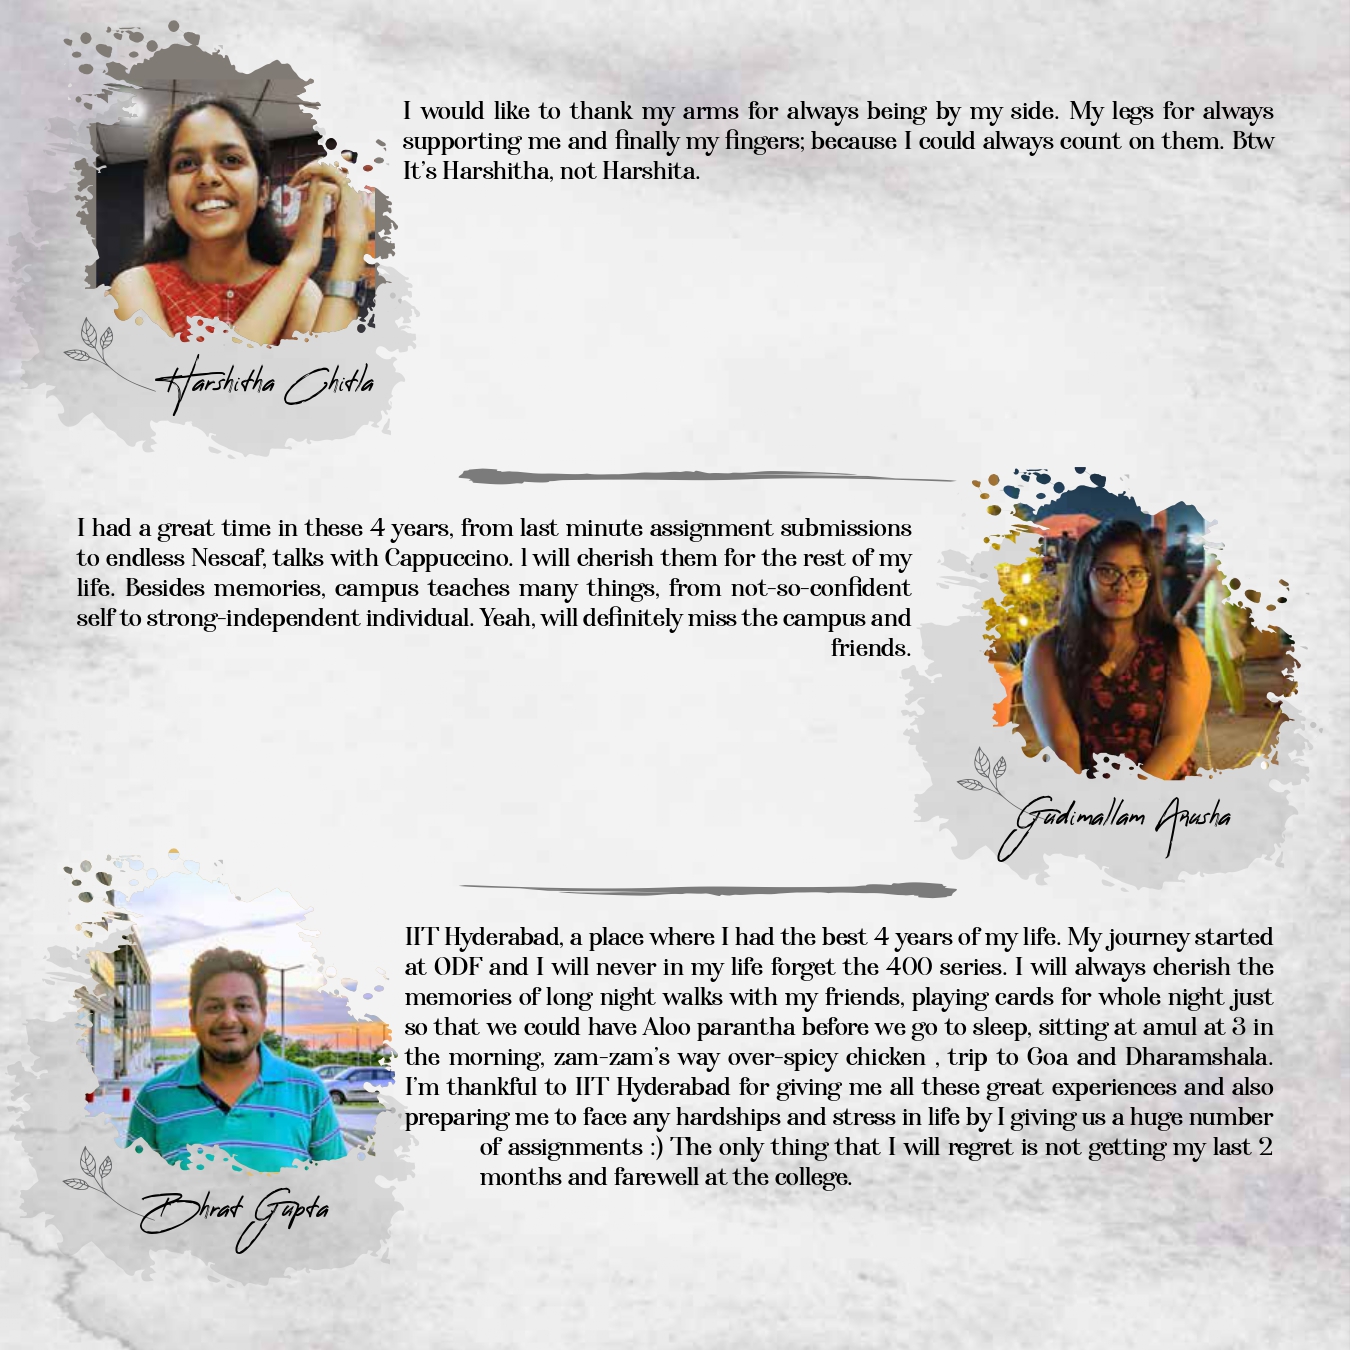 I would like to thank my arms for always being by my side. My legs for always
supporting me and finally my fingers; because I could always count on them. Btw
It's Harshitha, not Harshita.
Harshitha Chitla
I had a great time in these 4 years, from last minute assignment submissions
to endless Nescaf, talks with Cappuccino. I will cherish them for the rest of my
life. Besides memories, campus teaches many things, from not-so-confident
self to strong-independent individual. Yeah, will definitely miss the campus and
friends.
Gudimallam Anusha
IIT Hyderabad, a place where I had the best 4 years of my life. My journey started
at ODF and I will never in my life forget the 400 series. I will always cherish the
memories of long night walks with my friends, playing cards for whole night just
so that we could have Aloo parantha before we go to sleep, sitting at amul at 3 in
the morning, zam-zam's way over-spicy chicken , trip to Goa and Dharamshala.
I'm thankful to IIT Hyderabad for giving me all these great experiences and also
preparing me to face any hardships and stress in life by I giving us a huge number
of assignments :) The only thing that I will regret is not getting my last 2
months and farewell at the college.
Bhrat Gupta